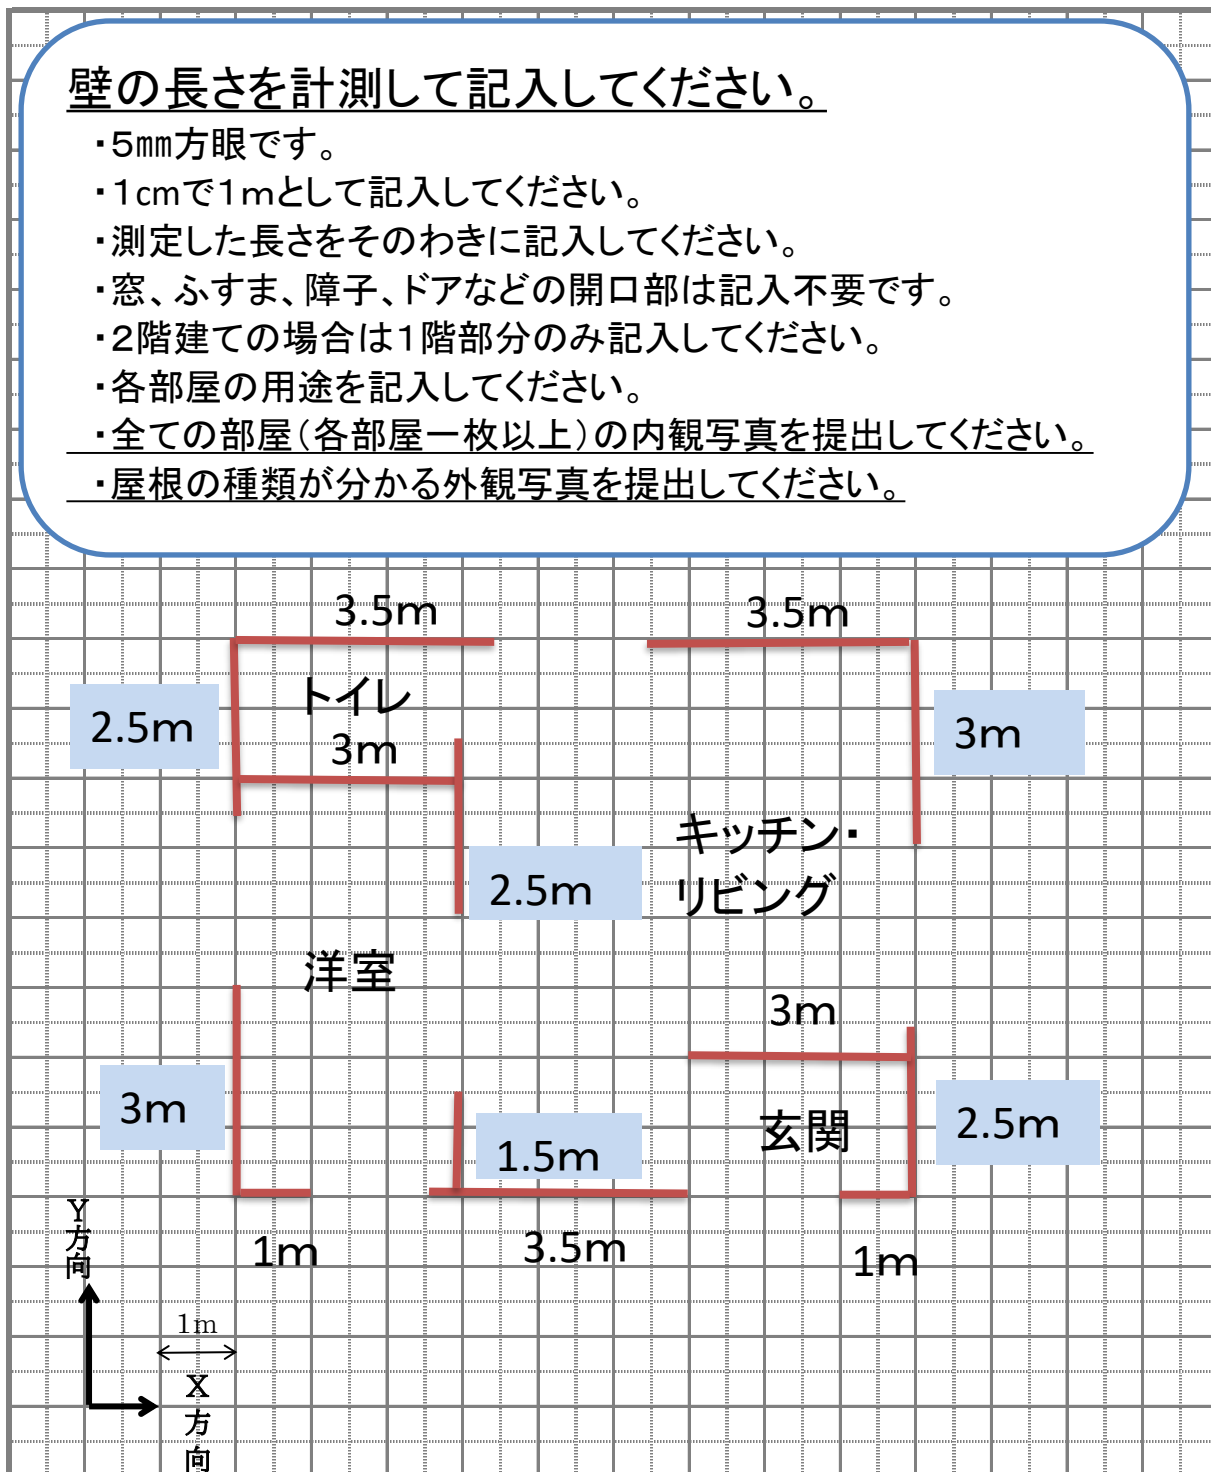 壁の長さを計測して記入してください。
・5㎜方眼です。
・1cmで1ｍとして記入してください。
・測定した長さをそのわきに記入してください。
・窓、ふすま、障子、ドアなどの開口部は記入不要です。
・2階建ての場合は1階部分のみ記入してください。
・各部屋の用途を記入してください。
・全ての部屋（各部屋一枚以上）の内観写真を提出してください。
・屋根の種類が分かる外観写真を提出してください。
3.5m
3.5m
トイレ
2.5m
3m
3m
キッチン・
リビング
2.5m
洋室
3m
3m
玄関
2.5m
1.5m
1m
3.5m
1m
Y方向
1m
X方向